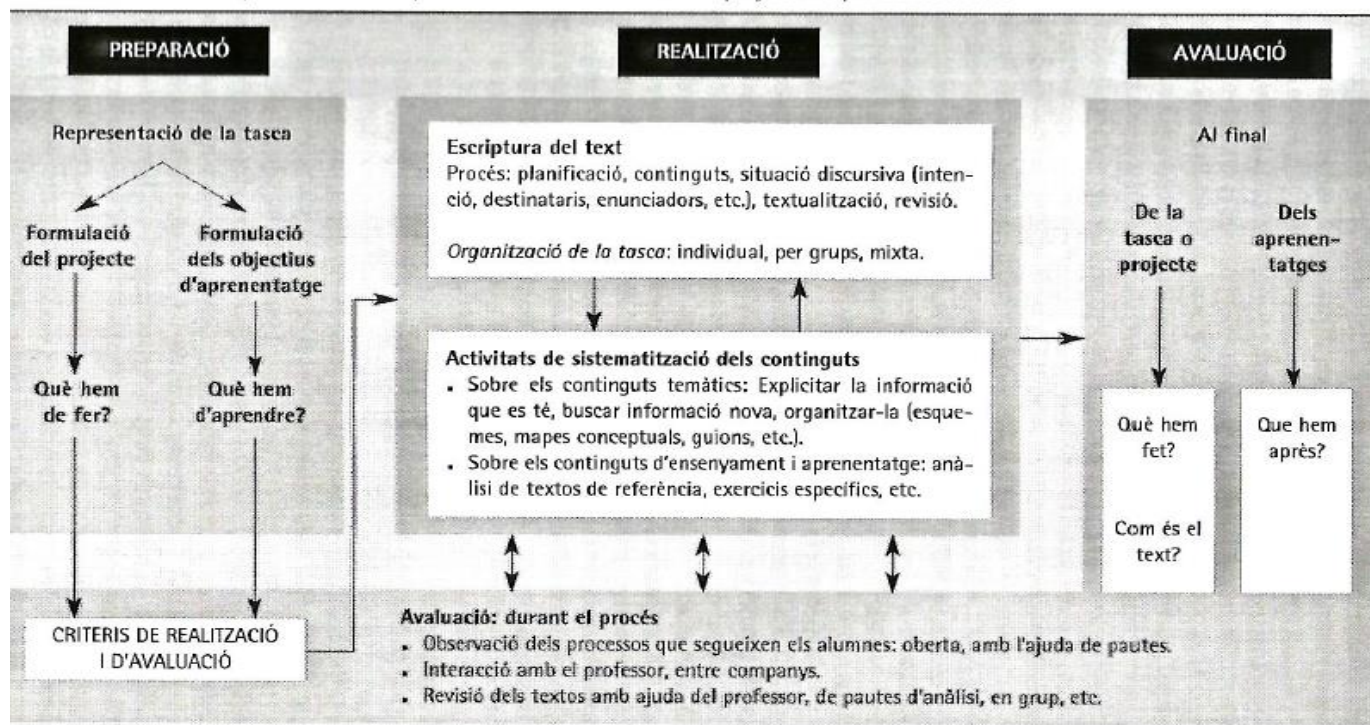 PREPARACIÓ
REALITZACIÓ
AVALUACIÓ
Representació de la tasca
Formulació
del projecte
Formulació
dels objectius
d'aprenentatge
Què hem
de fer?
Què hem
d'aprendre?
CRITERIS DE REALITZACIÓ
I D'AVALUACIÓ
Escriptura del text
Procés: planificació, continguts, situació discursiva (inten-
ció, destinataris, enunciadors, etc.), textualització, revisió.
Organització de la tasca: individual, per grups, mixta.
Activitats de sistematització dels continguts
• Sobre els continguts temàtics: Explicitar la informació
que es té, buscar informació nova, organitzar-la (esque-
mes, mapes conceptuals, guions, etc.).
• Sobre els continguts d'ensenyament i aprenentatge: anà-
lisi de textos de referència, exercicis específics, etc.
Avaluació: durant el procés
• Observació dels processos que segueixen els alumnes: oberta, amb l'ajuda de pautes.
• Interacció amb el professor, entre companys.
• Revisió dels textos amb ajuda del professor, de pautes d'anàlisi, en grup, etc.
Al final
De la
tasca o
projecte
Dels
aprenen-
tatges
Què hem
fet?
Com és el
text?
Que hem
après?